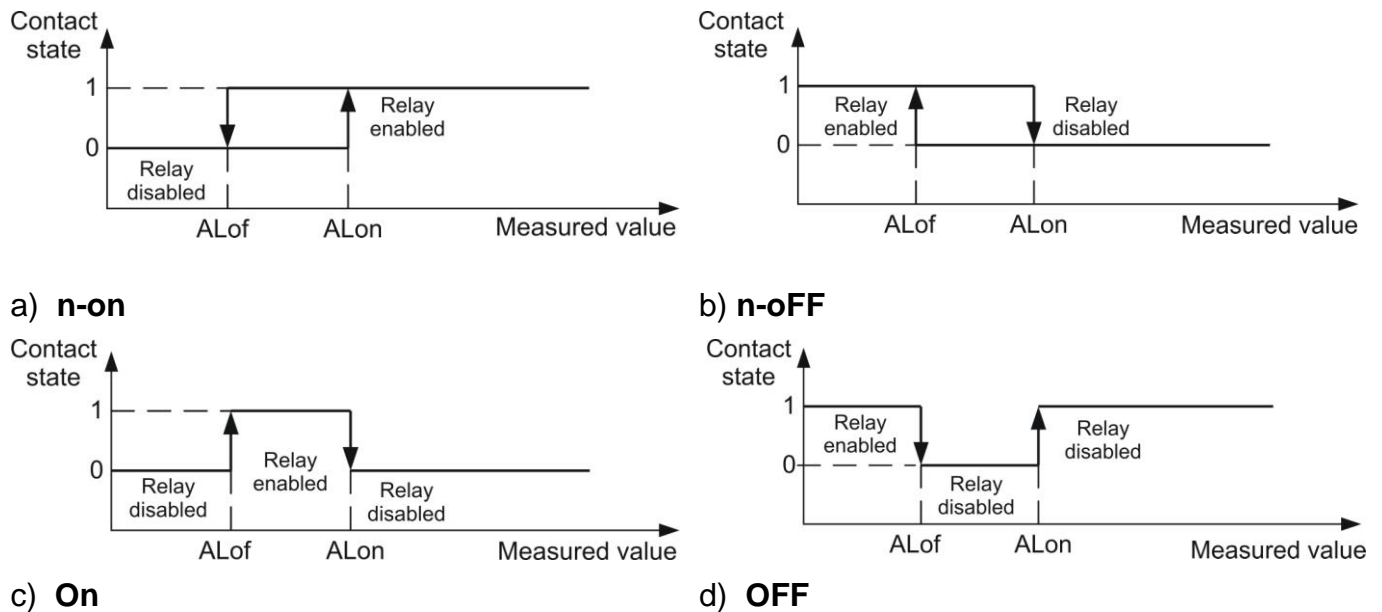 Contact
state
1
0
Relay
enabled
Relay
disabled
ALof
ALon
Measured value
a) n-on
Contact
state
1
0
Relay
enabled
Relay
disabled
ALof
ALon
Measured value
b) n-oFF
Contact
state
1
0
Relay
disabled
Relay
enabled
Relay
disabled
ALof
ALon
Measured value
c) On
Contact
state
1
0
Relay
enabled
Relay
disabled
Relay
disabled
ALof
ALon
Measured value
d) OFF